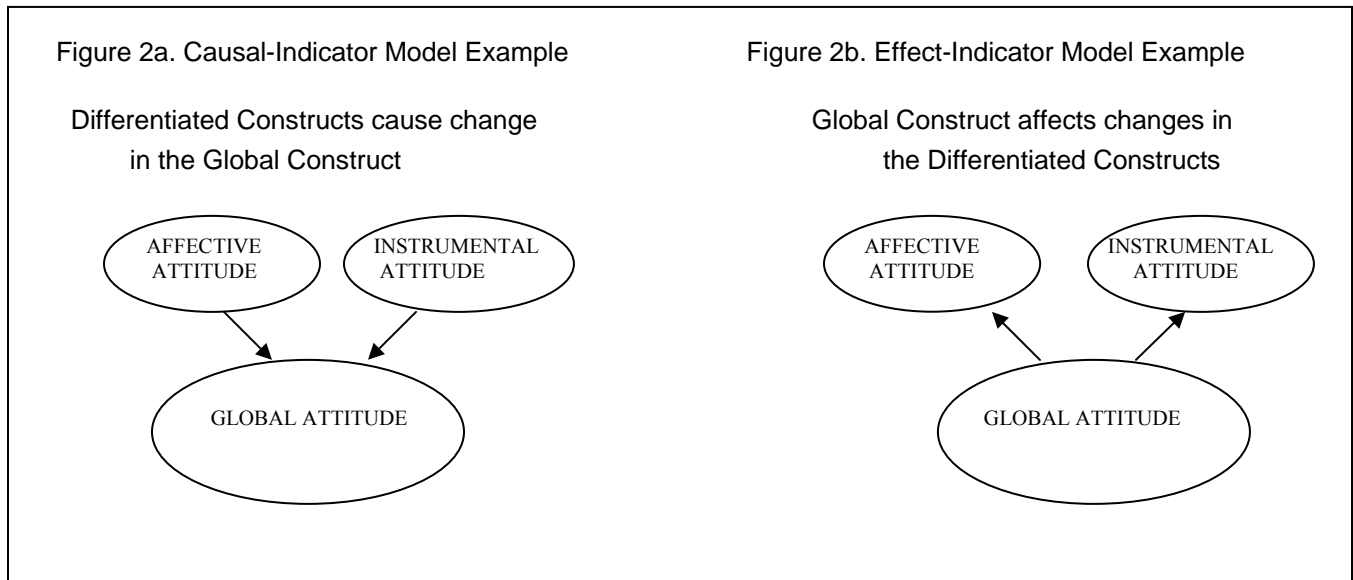 Figure 2a. Causal-Indicator Model Example
Differentiated Constructs cause change
in the Global Construct
AFFECTIVE
ATTITUDE
INSTRUMENTAL
ATTITUDE
GLOBAL ATTITUDE
Figure 2b. Effect-Indicator Model Example
Global Construct affects changes in
the Differentiated Constructs
AFFECTIVE
ATTITUDE
INSTRUMENTAL
ATTITUDE
GLOBAL ATTITUDE